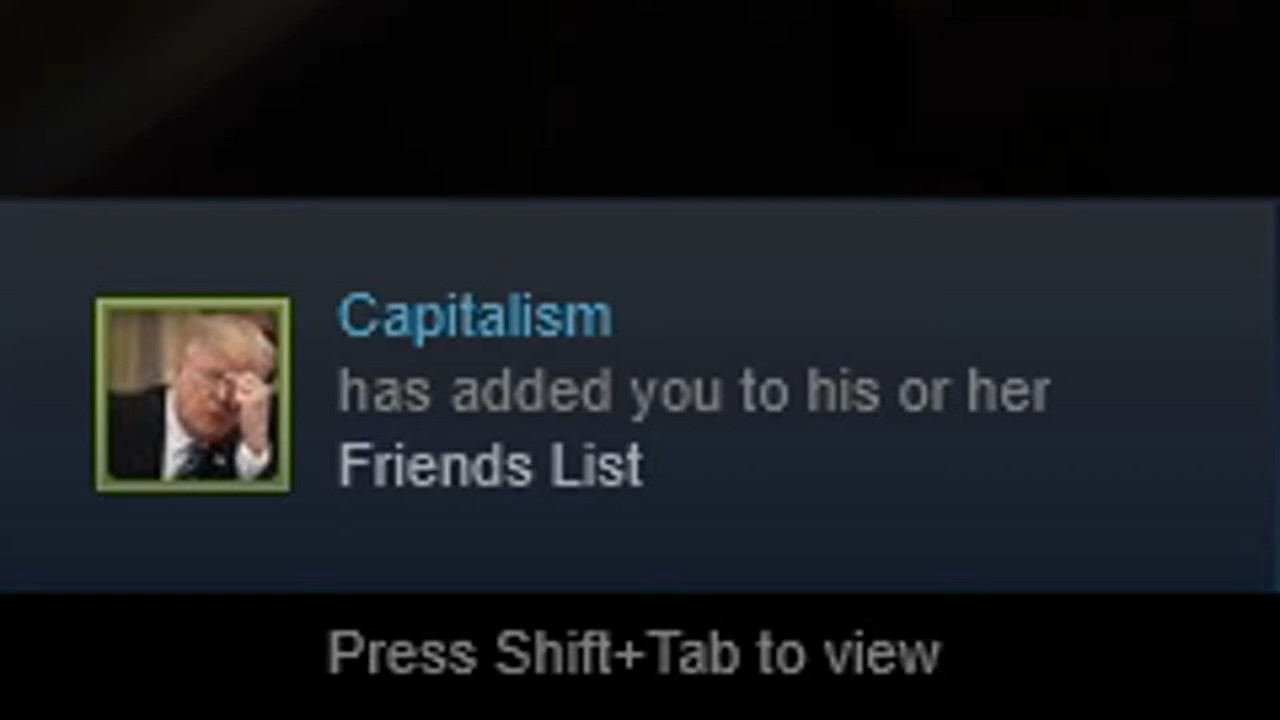 Capitalism
has added you to his or her
Friends List
Press Shift+Tab to view